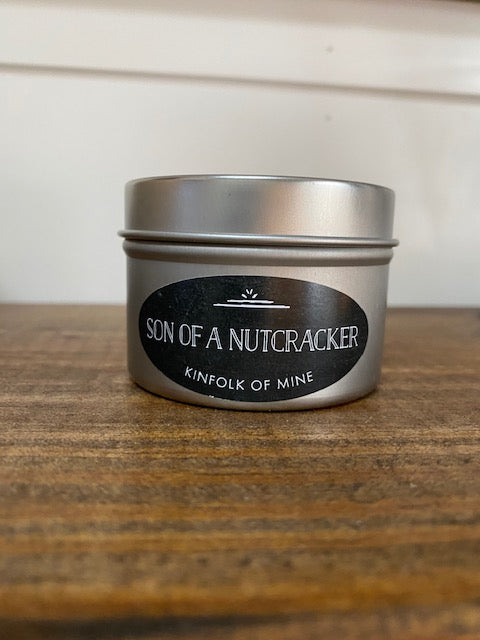 SON OF A NUTCRACKER
KINFOLK OF MINE